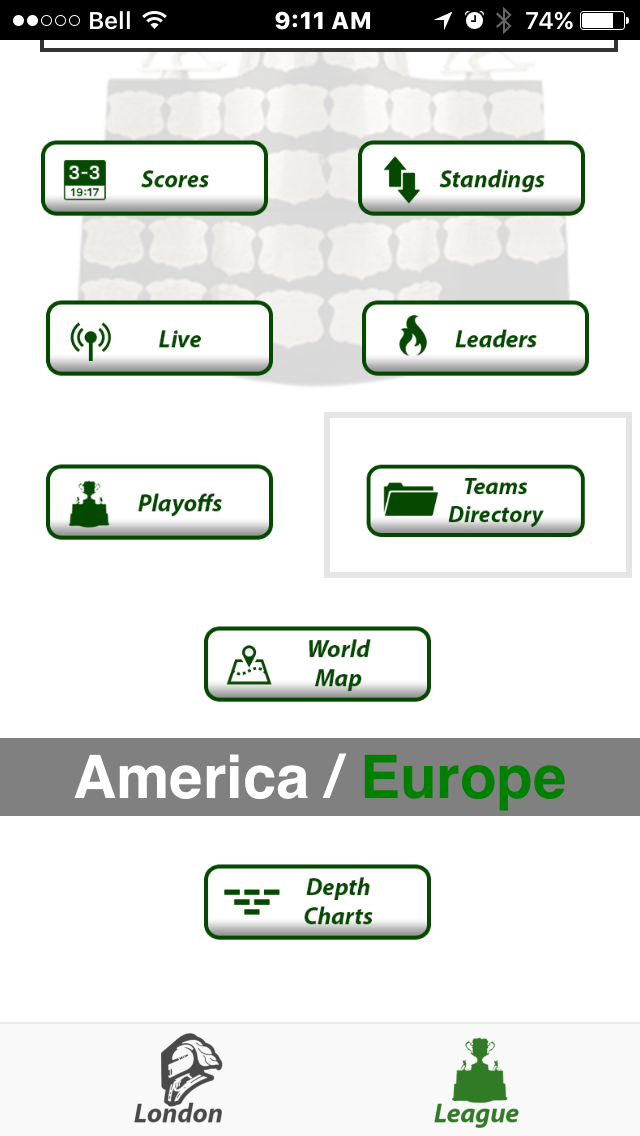 Bell 9:11 AM 74%
3-3
19:17
Scores
Standings
Live
Leaders
Playoffs
Teams
Directory
World
Map
America / Europe
Depth
Charts
London
League